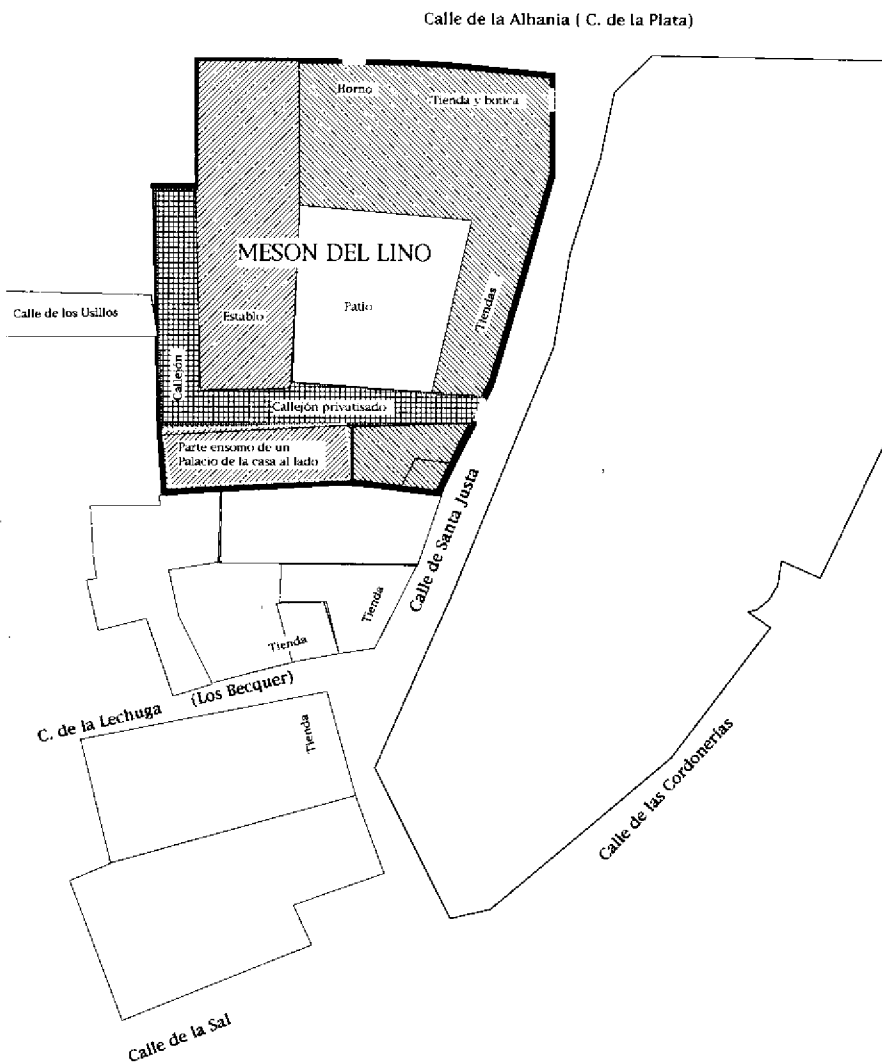 Calle de la Alhania ( C. de la Plata)
Horno
Tienda y botica
MESON DEL LINO
Calle de los Usillos
Establo
Patio
Tiendas
Callejón
Callejón privatisado
Parte ensomo de un
Palacio de la casa al lado
Calle de Santa Justa
Tienda
Tienda
C. de la Lechuga
(Los Becquer)
Tienda
Calle de las Cordonerías
Calle de la Sal